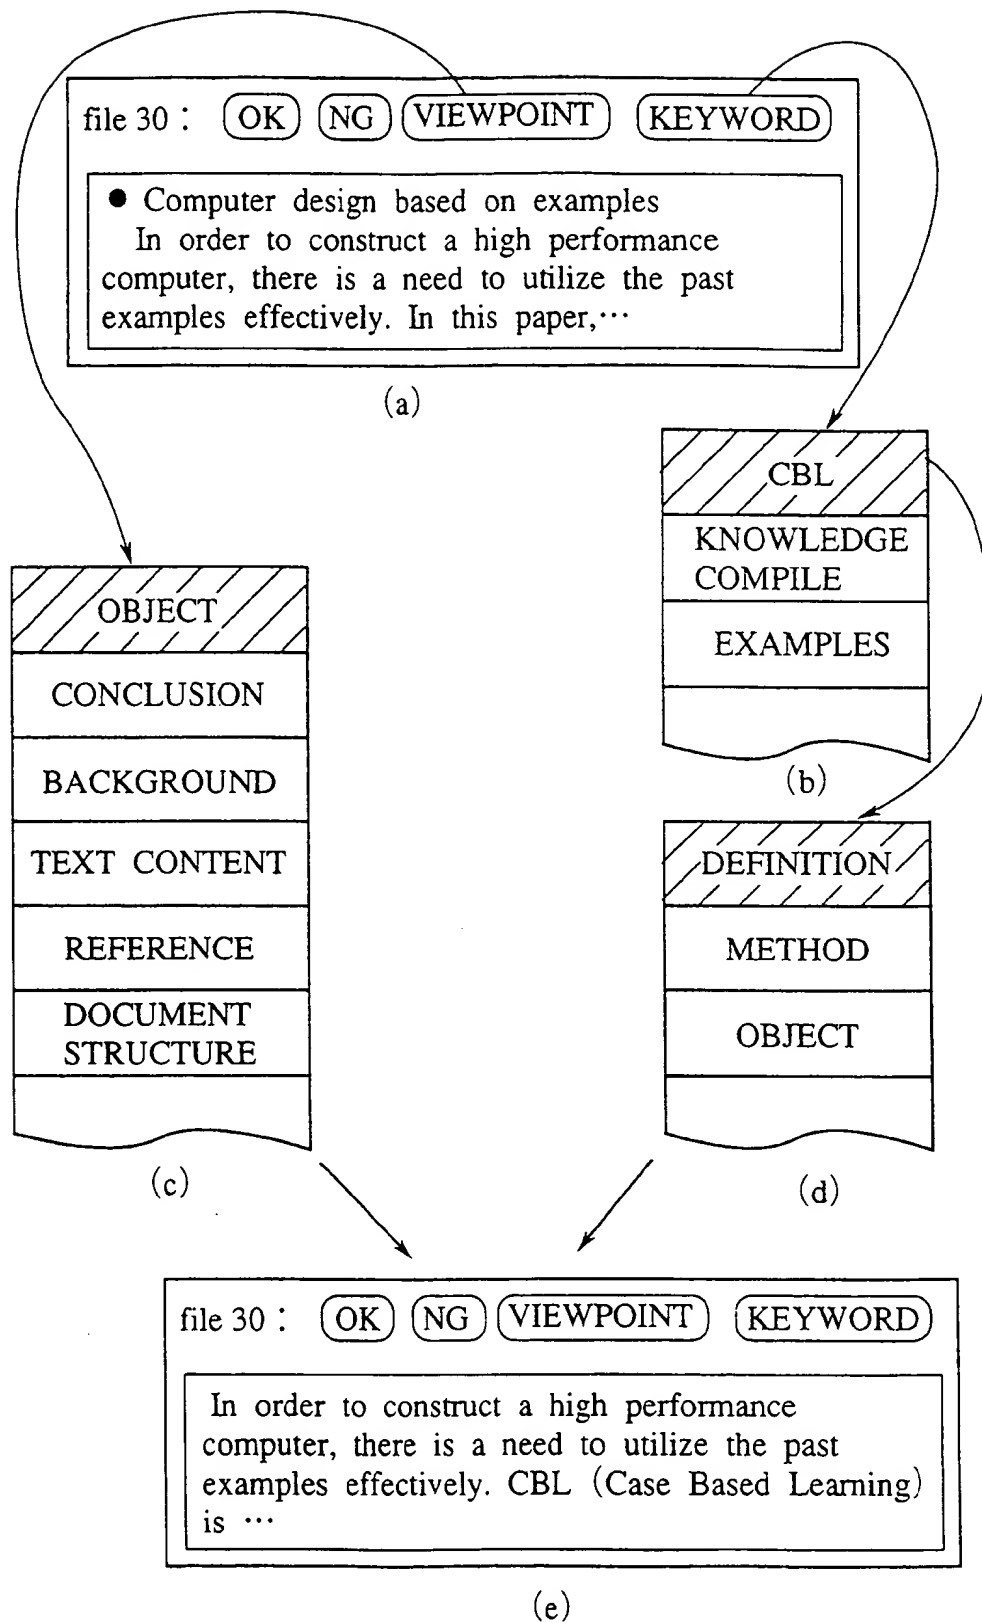 file 30 : OK NG VIEWPOINT KEYWORD
● Computer design based on examples
In order to construct a high performance
computer, there is a need to utilize the past
examples effectively. In this paper,···
(a)
CBL
KNOWLEDGE
COMPILE
EXAMPLES
(b)
OBJECT
CONCLUSION
BACKGROUND
TEXT CONTENT
REFERENCE
DOCUMENT
STRUCTURE
(c)
DEFINITION
METHOD
OBJECT
(d)
file 30 : OK NG VIEWPOINT KEYWORD
In order to construct a high performance
computer, there is a need to utilize the past
examples effectively. CBL (Case Based Learning)
is ···
(e)